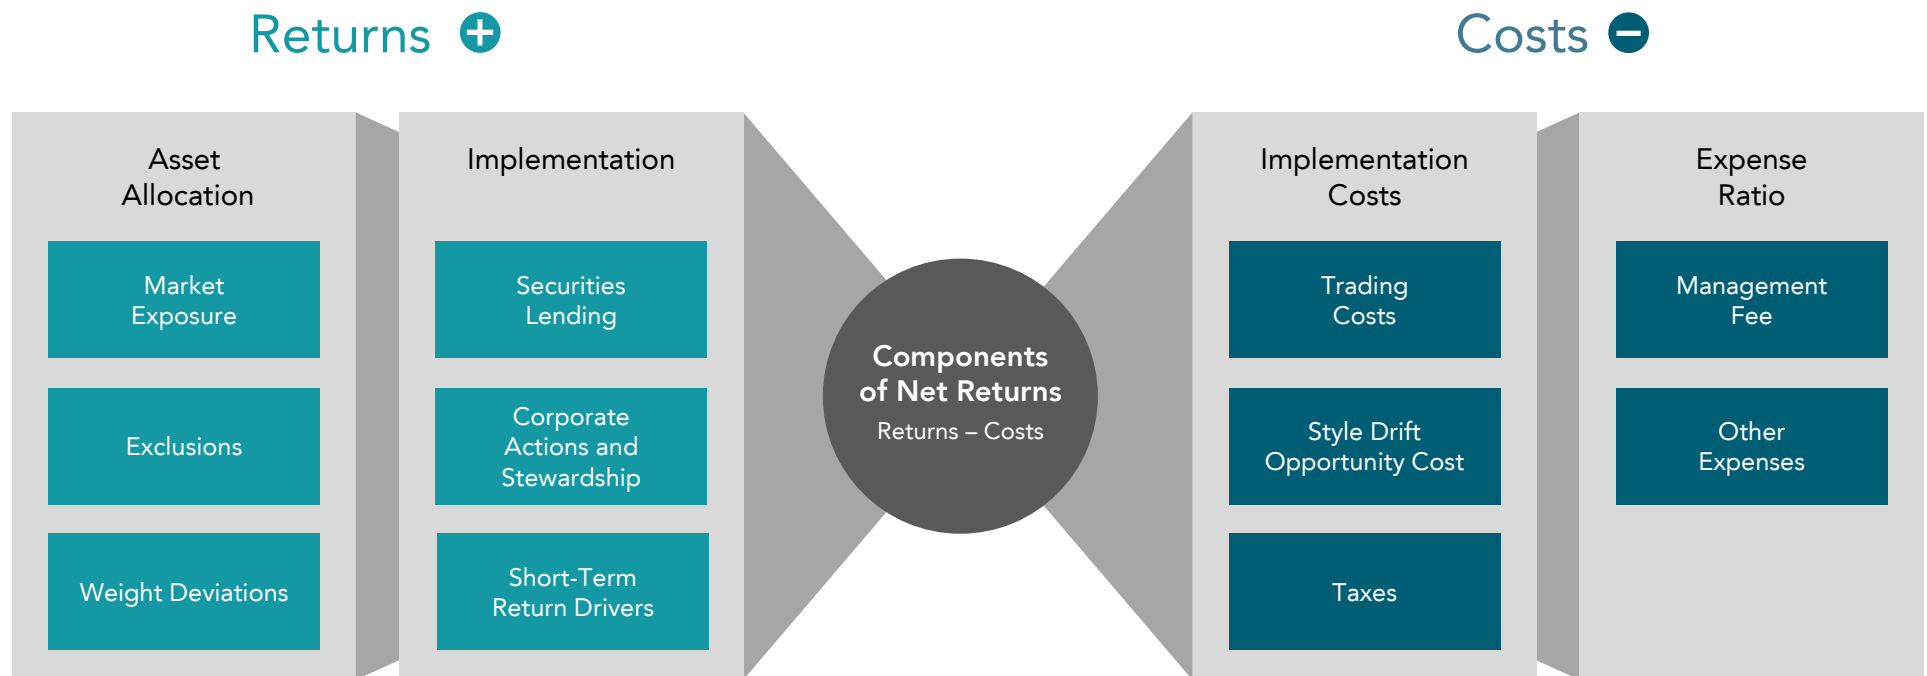 Returns +
Costs −
Asset
Allocation
Market
Exposure
Exclusions
Weight Deviations
Implementation
Securities
Lending
Corporate
Actions and
Stewardship
Short-Term
Return Drivers
Components
of Net Returns
Returns – Costs
Implementation
Costs
Trading
Costs
Style Drift
Opportunity Cost
Taxes
Expense
Ratio
Management
Fee
Other
Expenses